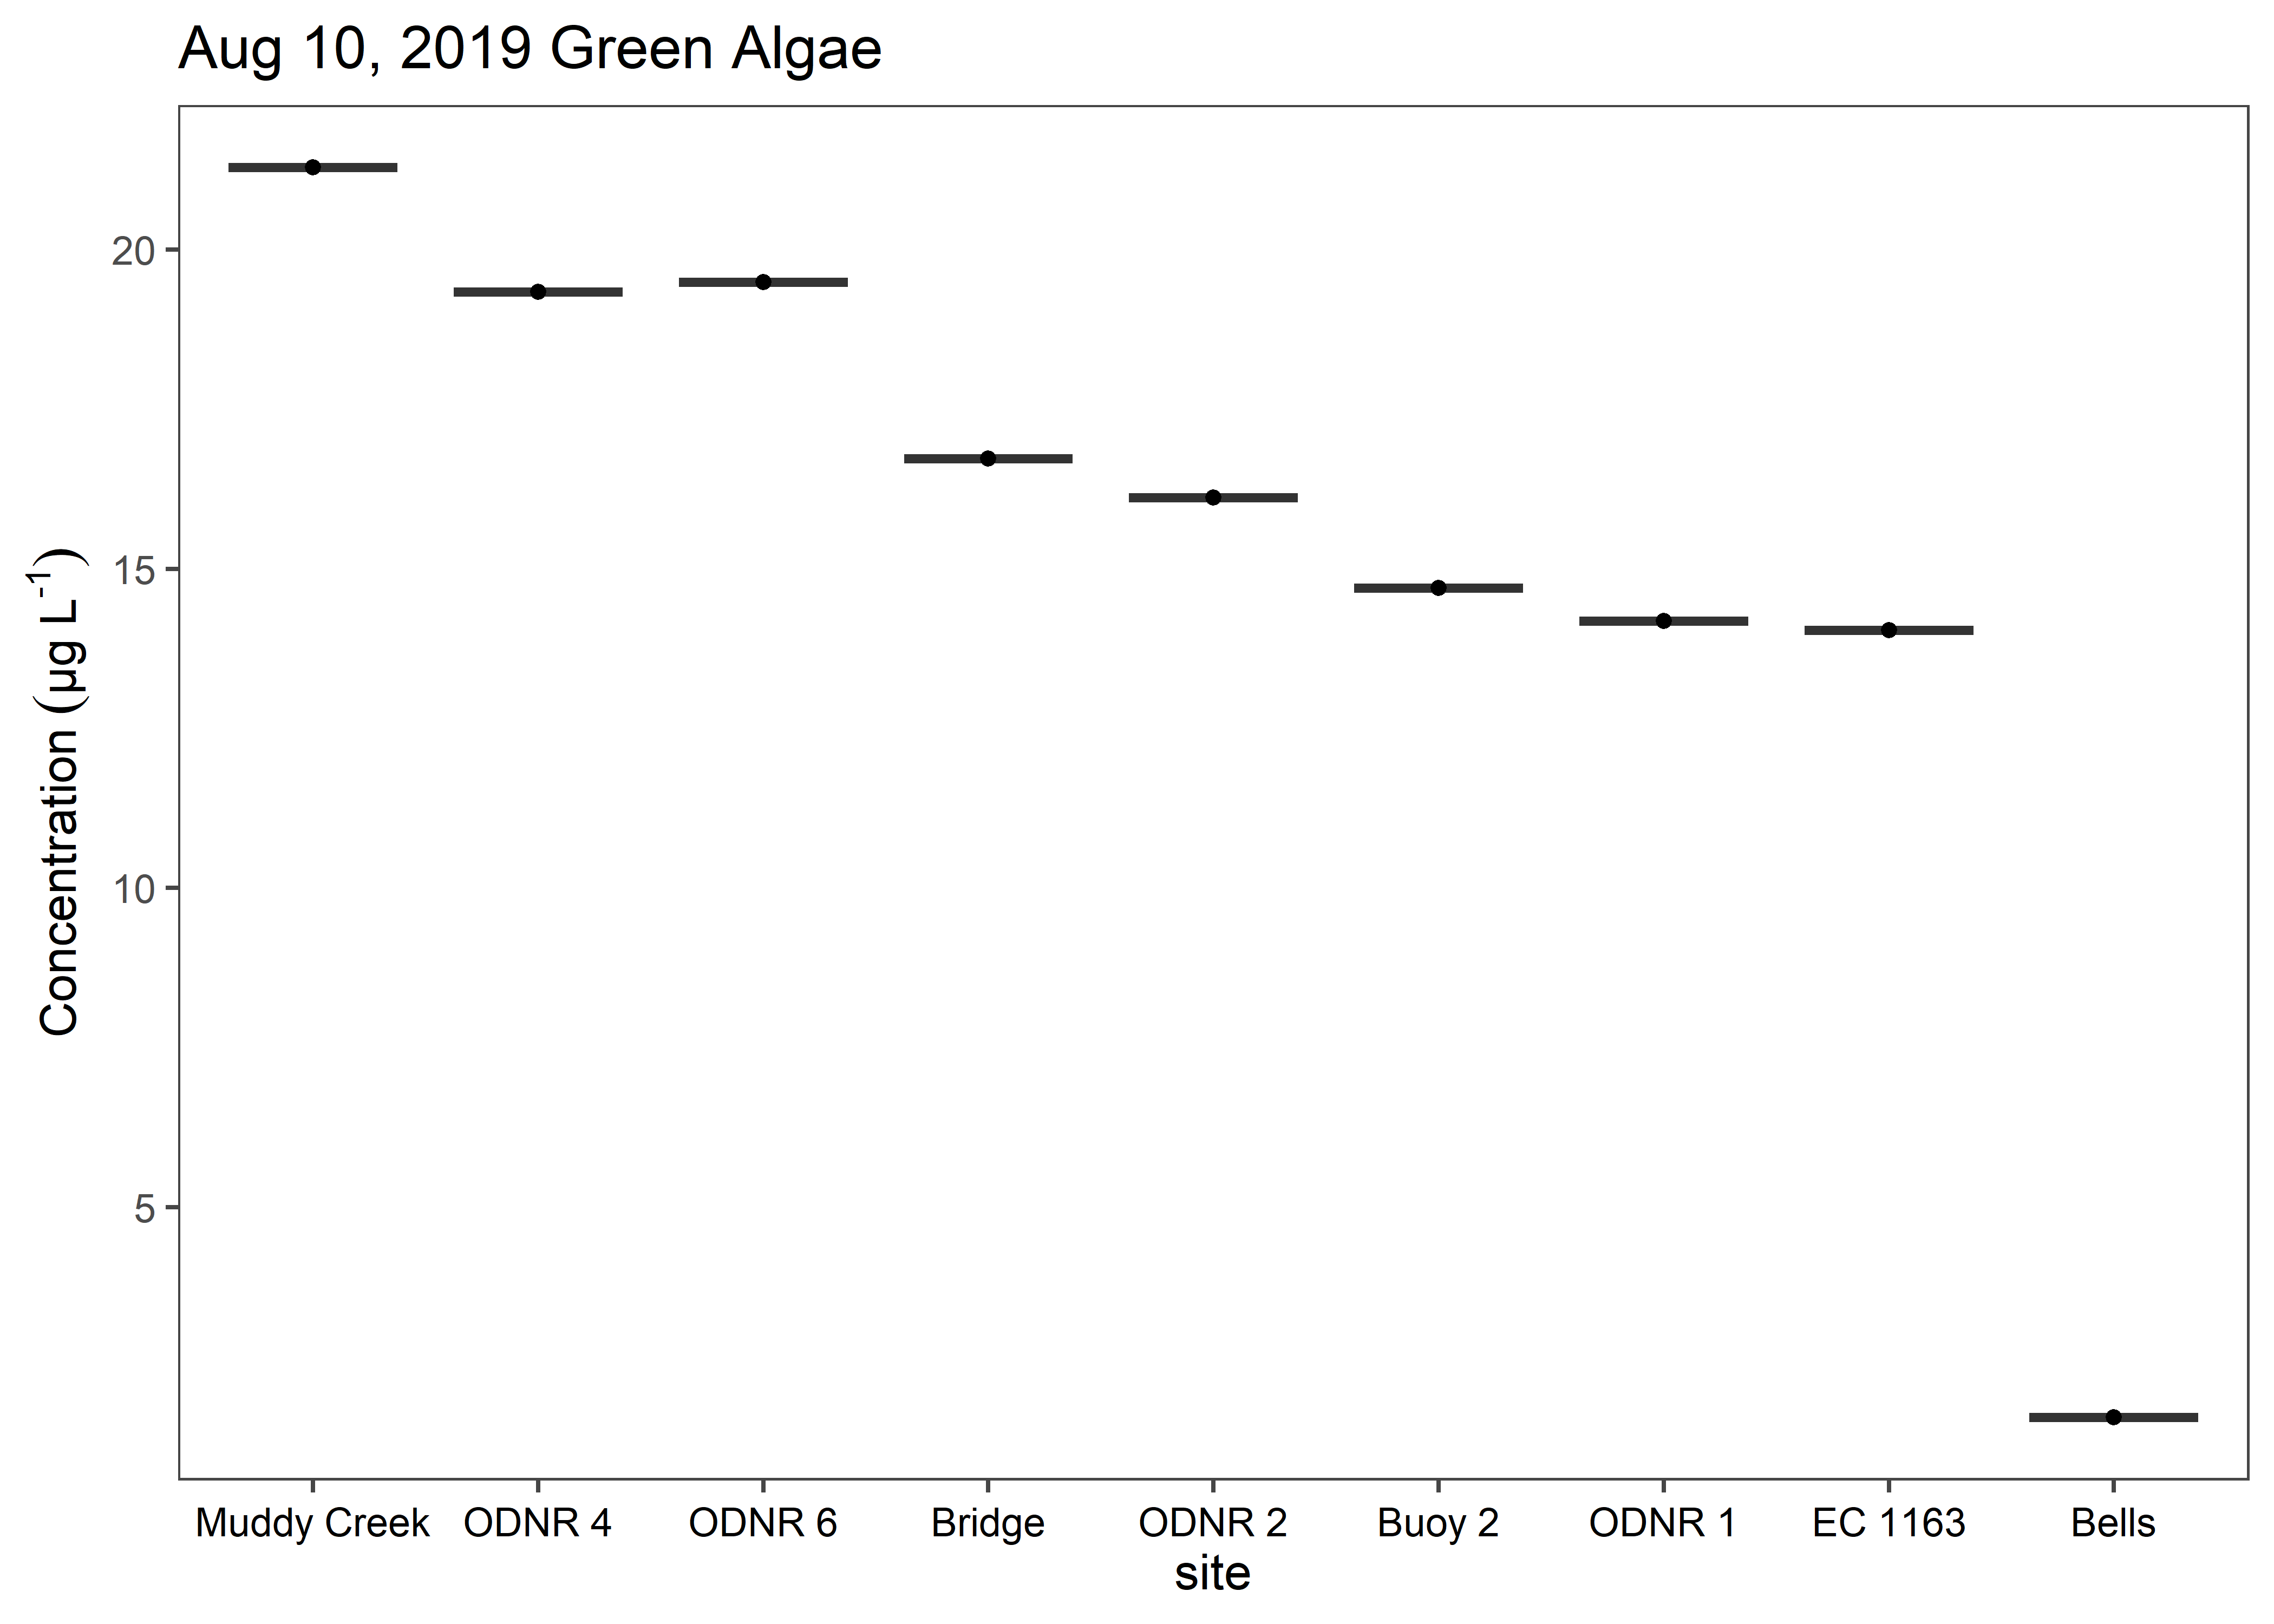 Aug 10, 2019 Green Algae
Concentration (µg L⁻¹)
20
15
10
5
Muddy Creek ODNR 4 ODNR 6 Bridge ODNR 2 Buoy 2 ODNR 1 EC 1163 Bells
site